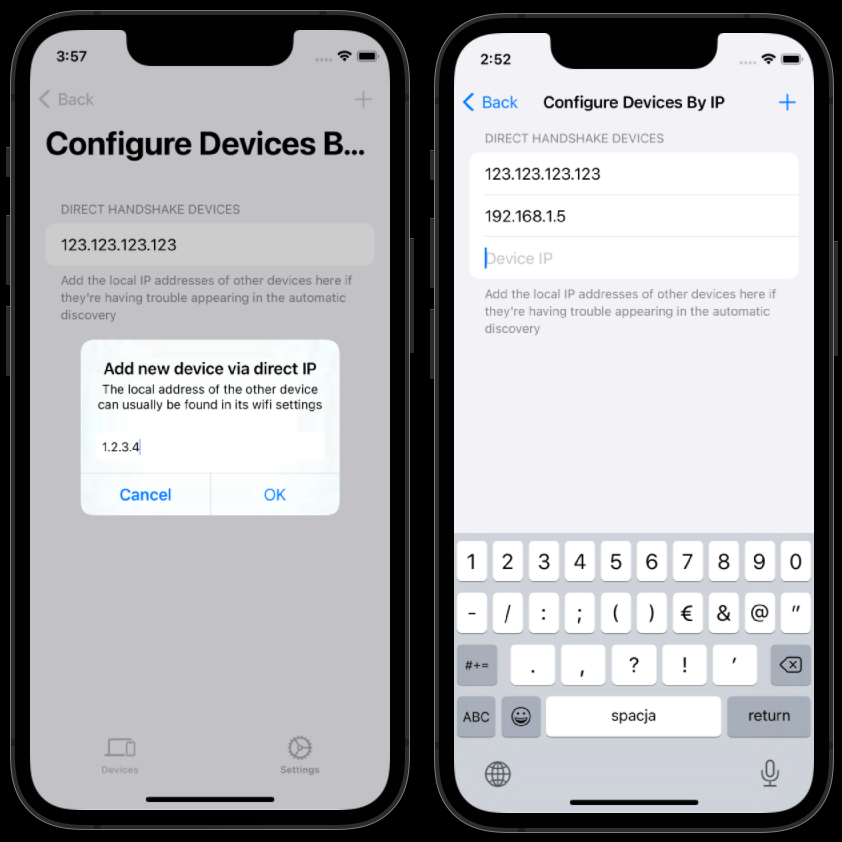 3:57
Back
Configure Devices B...
DIRECT HANDSHAKE DEVICES
123.123.123.123
Add the local IP addresses of other devices here if
they're having trouble appearing in the automatic
discovery
Add new device via direct IP
The local address of the other device
can usually be found in its wifi settings
1.2.3.4
Cancel OK
Devices Settings
2:52
Back Configure Devices By IP +
DIRECT HANDSHAKE DEVICES
123.123.123.123
192.168.1.5
Device IP
Add the local IP addresses of other devices here if
they're having trouble appearing in the automatic
discovery
1 2 3 4 5 6 7 8 9 0
- / : ; ( ) € & @ "
#+= . , ? ! ′
ABC spacja return